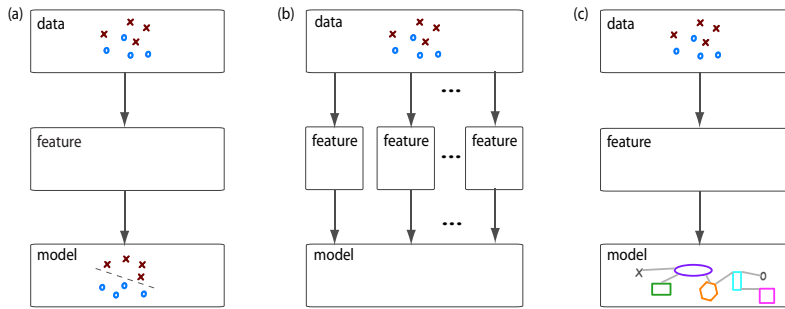 (a)
data
feature
model
(b)
data
...
feature feature ... feature
...
model
(c)
data
feature
model